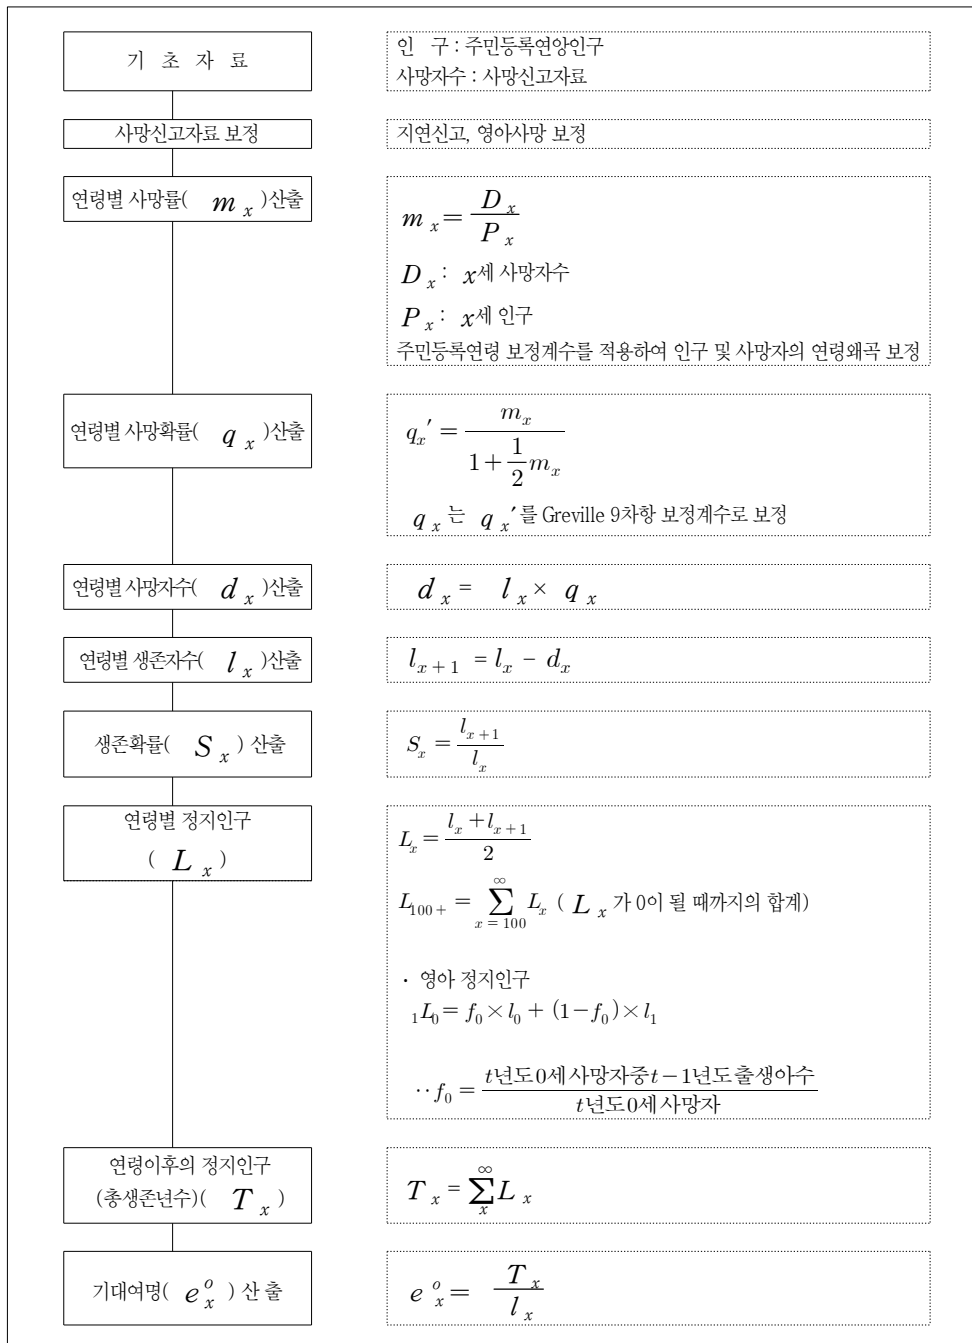 기 초 자 료
인 구 : 주민등록연앙인구
사망자수 : 사망신고자료
사망신고자료 보정
지연신고, 영아사망 보정
연령별 사망률( m_x )산출
m_x = D_x / P_x
D_x : x세 사망자수
P_x : x세 인구
주민등록연령 보정계수를 적용하여 인구 및 사망자의 연령왜곡 보정
연령별 사망확률( q_x )산출
q_x′ = m_x / (1 + 1/2 m_x)
q_x 는 q_x′ 를 Greville 9차항 보정계수로 보정
연령별 사망자수( d_x )산출
d_x = l_x × q_x
연령별 생존자수( l_x )산출
l_{x+1} = l_x − d_x
생존확률( S_x ) 산출
S_x = l_{x+1} / l_x
연령별 정지인구
( L_x )
L_x = (l_x + l_{x+1}) / 2
L_{100+} = ∑_{x=100}^{∞} L_x ( L_x 가 0이 될 때까지의 합계)
· 영아 정지인구
₁L₀ = f₀ × l₀ + (1−f₀) × l₁
··f₀ = t년도0세사망자중t−1년도출생아수 / t년도0세사망자
연령이후의 정지인구
(총생존년수)( T_x )
T_x = ∑_x^∞ L_x
기대여명( e_x^o ) 산 출
e_x^o = T_x / l_x